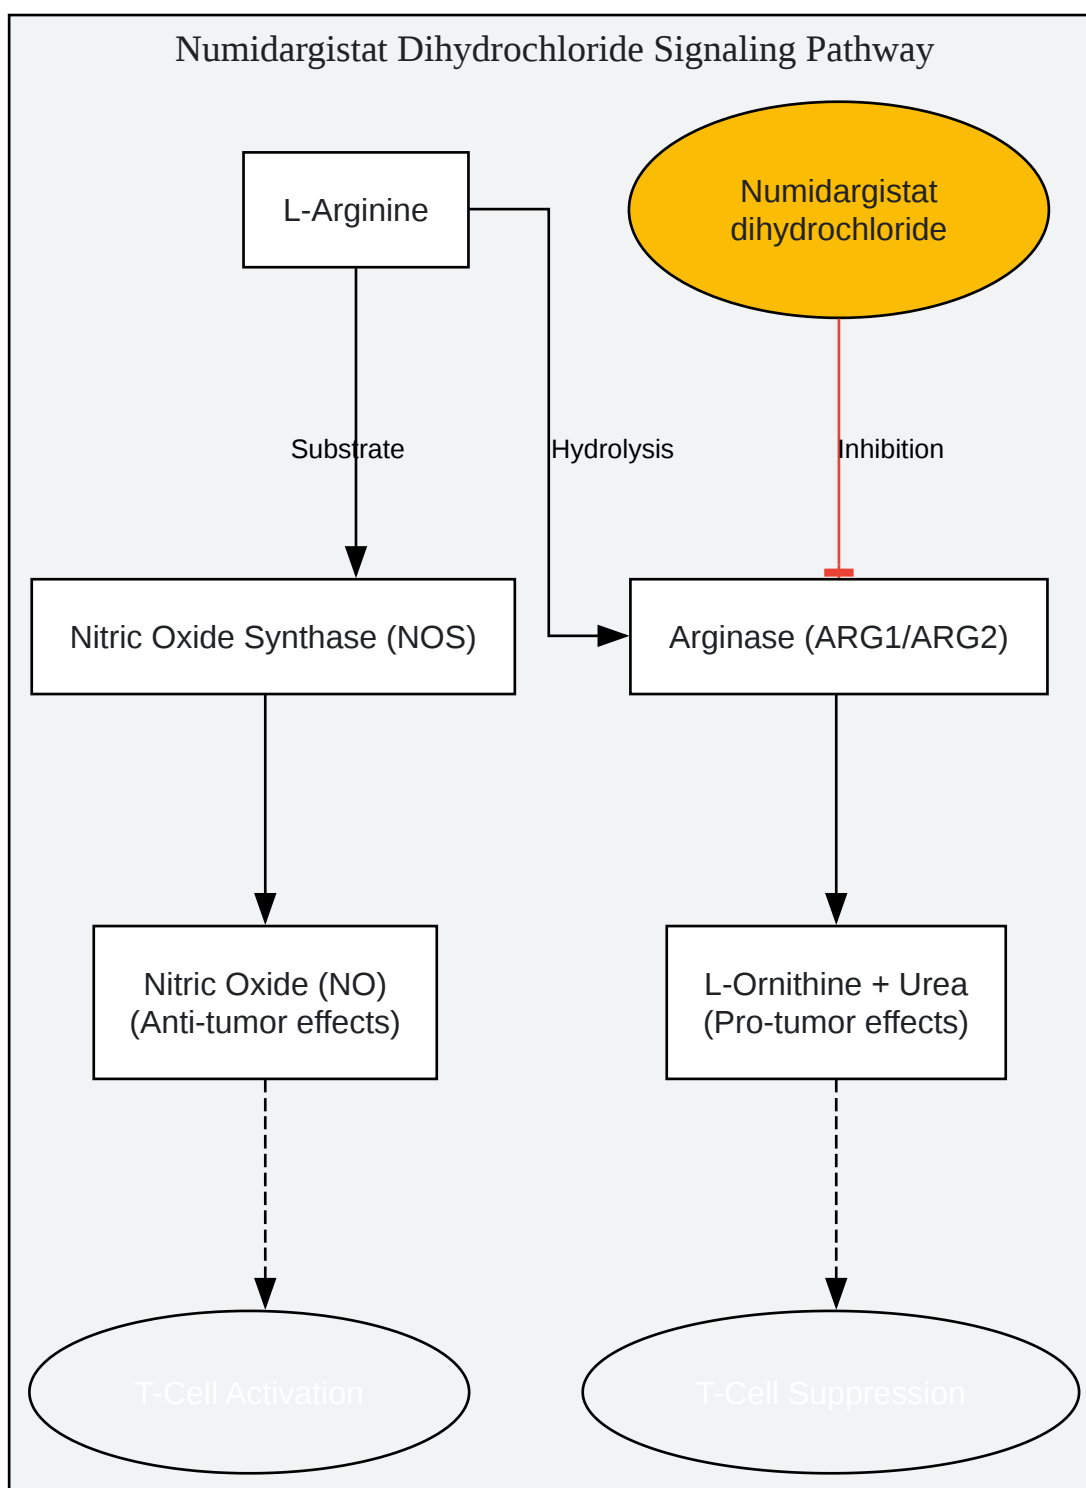 Numidargistat Dihydrochloride Signaling Pathway
L-Arginine
Numidargistat
dihydrochloride
Substrate
Hydrolysis
Inhibition
Nitric Oxide Synthase (NOS)
Arginase (ARG1/ARG2)
Nitric Oxide (NO)
(Anti-tumor effects)
L-Ornithine + Urea
(Pro-tumor effects)
T-Cell Activation
T-Cell Suppression